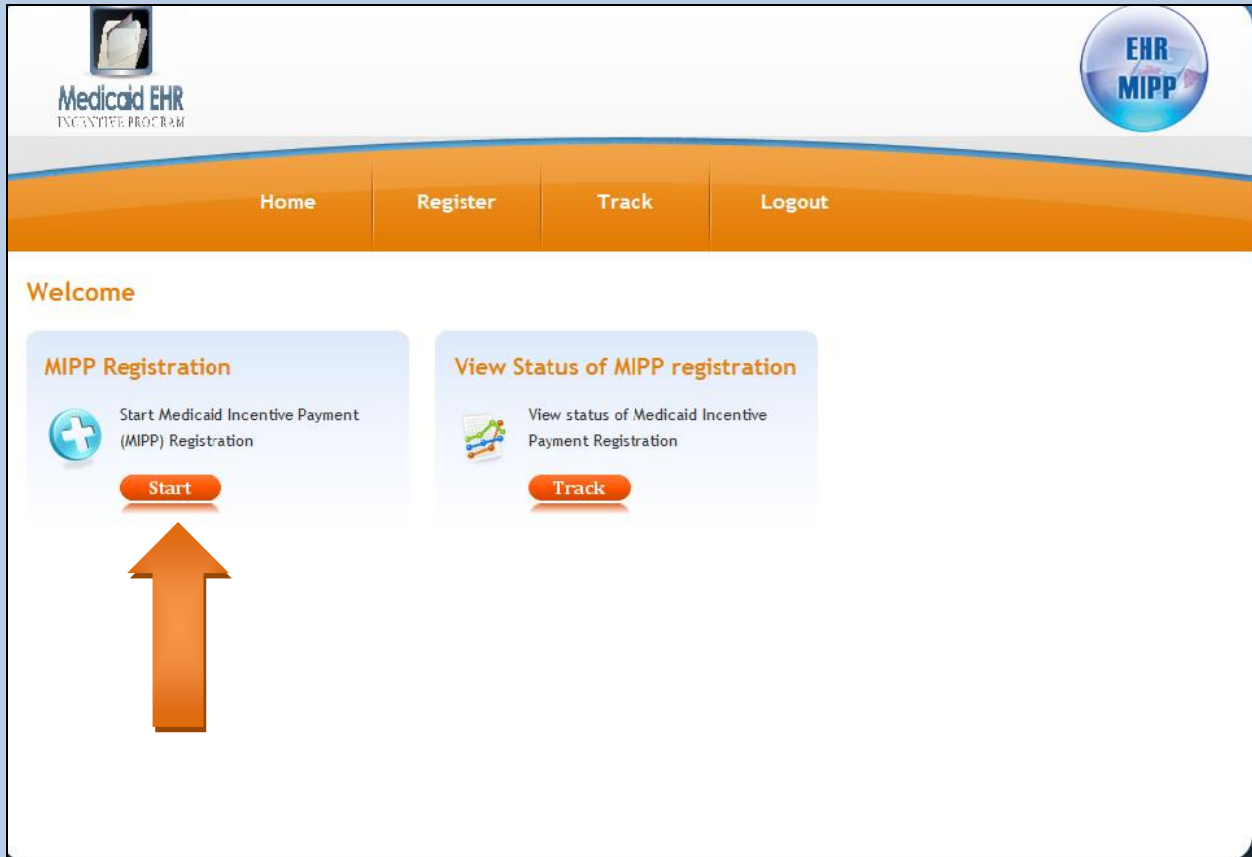 Medicaid EHR
INCENTIVE PROGRAM
EHR
MIPP
Home Register Track Logout
Welcome
MIPP Registration
Start Medicaid Incentive Payment
(MIPP) Registration
Start
View Status of MIPP registration
View status of Medicaid Incentive
Payment Registration
Track